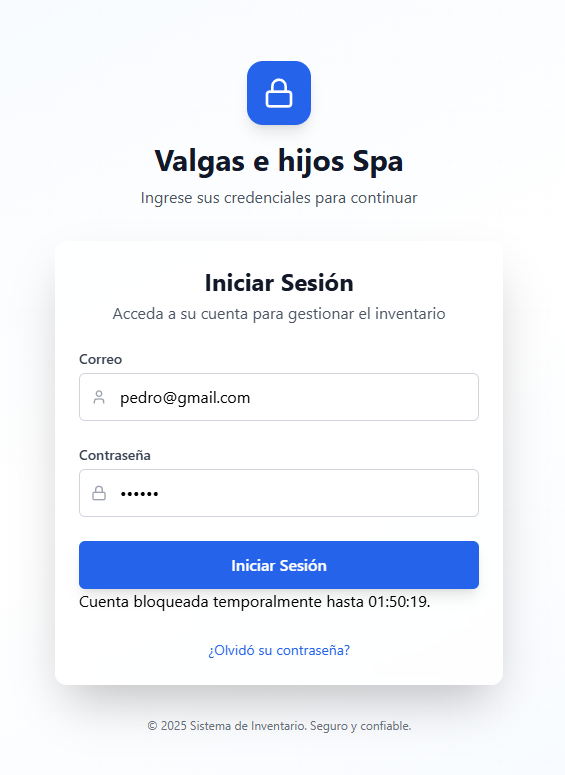 Valgas e hijos Spa
Ingrese sus credenciales para continuar
Iniciar Sesión
Acceda a su cuenta para gestionar el inventario
Correo
pedro@gmail.com
Contraseña
••••••
Iniciar Sesión
Cuenta bloqueada temporalmente hasta 01:50:19.
¿Olvidó su contraseña?
© 2025 Sistema de Inventario. Seguro y confiable.